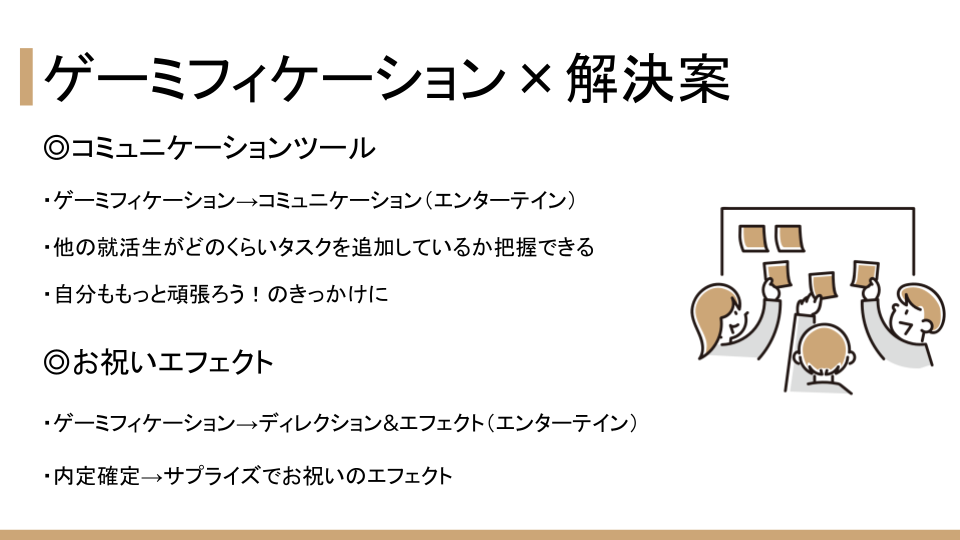 ゲーミフィケーション×解決案
◎コミュニケーションツール
・ゲーミフィケーション→コミュニケーション(エンターテイン)
・他の就活生がどのくらいタスクを追加しているか把握できる
・自分ももっと頑張ろう！のきっかけに
◎お祝いエフェクト
・ゲーミフィケーション→ディレクション&エフェクト(エンターテイン)
・内定確定→サプライズでお祝いのエフェクト